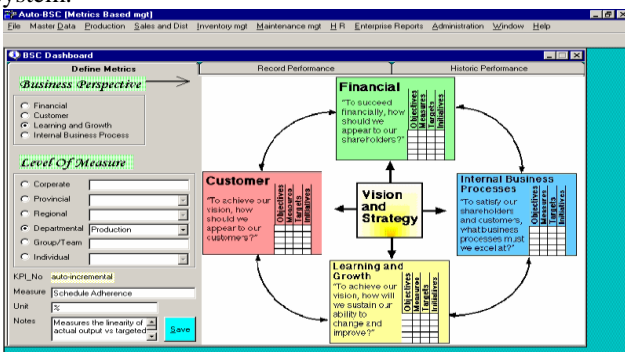 system.
Auto-BSC [Metrics Based mgt]
File Master Data Production Sales and Dist Inventory mgt Maintenance mgt H R Enterprise Reports Administration Window Help
BSC Dashboard
Define Metrics Record Performance Historic Performance
Business Perspective
Financial
Customer
Learning and Growth
Internal Business Process
Level Of Measure
Corporate
Provincial
Regional
Departmental Production
Group/Team
Individual
KPI_No auto-incremental
Measure Schedule Adherence
Unit %
Notes Measures the linearity of
actual output vs targeted
Save
Financial
"To succeed
financially, how
should we
appear to our
shareholders?"
Objectives
Measures
Targets
Initiatives
Customer
"To achieve our
vision, how
should we
appear to our
customers?"
Objectives
Measures
Targets
Initiatives
Vision
and
Strategy
Internal Business
Processes
"To satisfy our
shareholders
and customers,
what business
processes must
we excel at?"
Objectives
Measures
Targets
Initiatives
Learning and
Growth
"To achieve our
vision, how will
we sustain our
ability to
change and
improve?"
Objectives
Measures
Targets
Initiatives